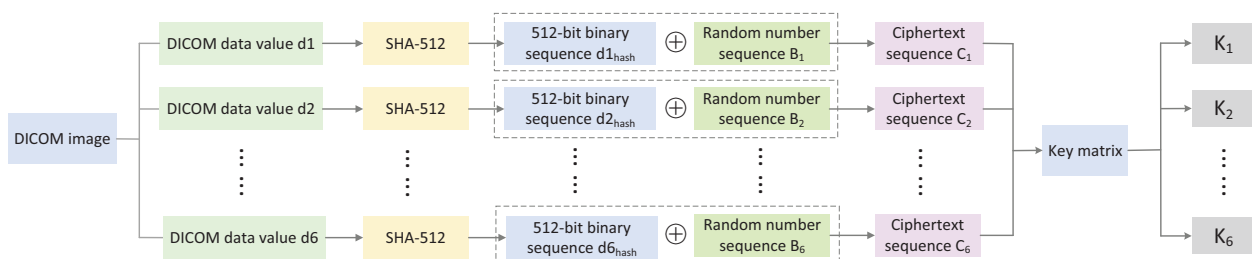 DICOM image
DICOM data value d1
SHA-512
512-bit binary
sequence d1hash
⊕
Random number
sequence B1
Ciphertext
sequence C1
DICOM data value d2
SHA-512
512-bit binary
sequence d2hash
⊕
Random number
sequence B2
Ciphertext
sequence C2
DICOM data value d6
SHA-512
512-bit binary
sequence d6hash
⊕
Random number
sequence B6
Ciphertext
sequence C6
Key matrix
K1
K2
K6